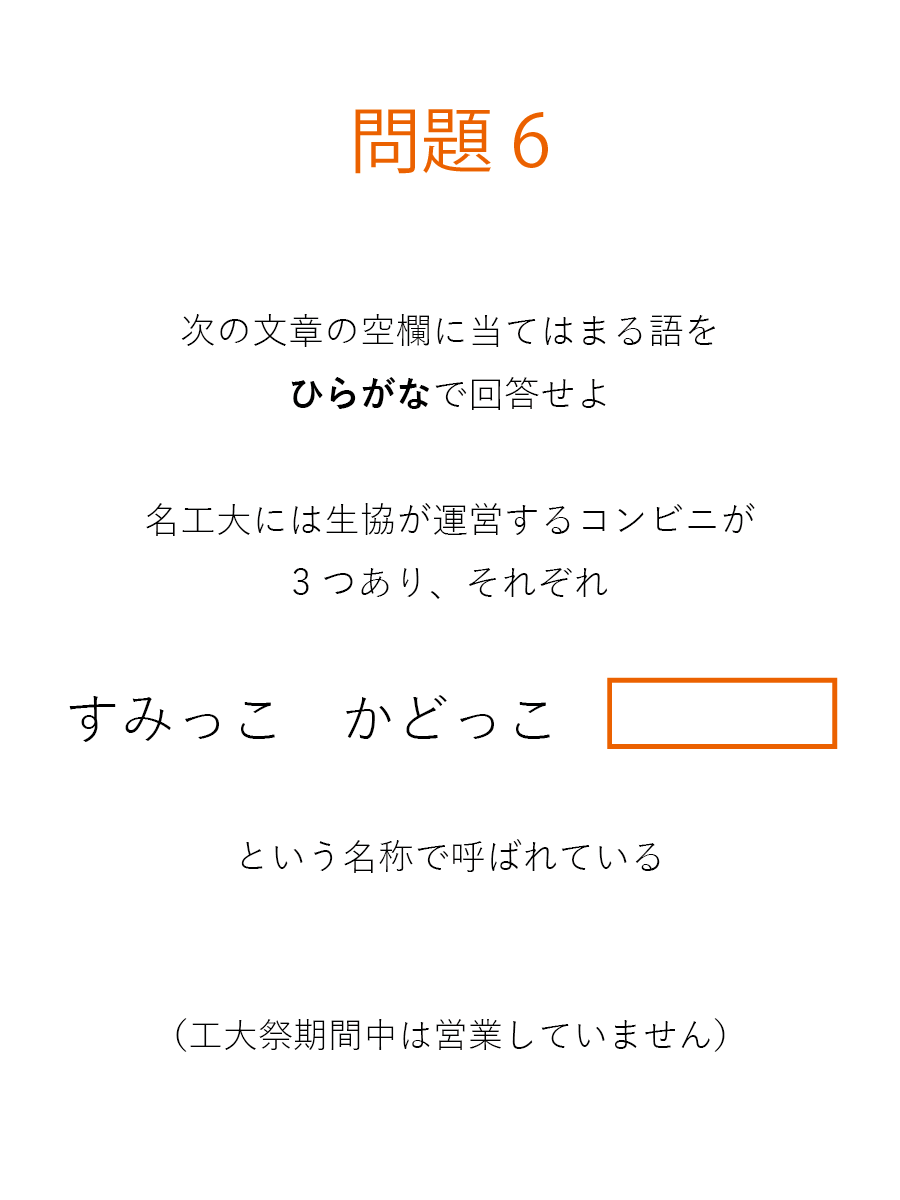 問題 6
次の文章の空欄に当てはまる語を
ひらがなで回答せよ
名工大には生協が運営するコンビニが
3 つあり、それぞれ
すみっこ　かどっこ
という名称で呼ばれている
（工大祭期間中は営業していません）